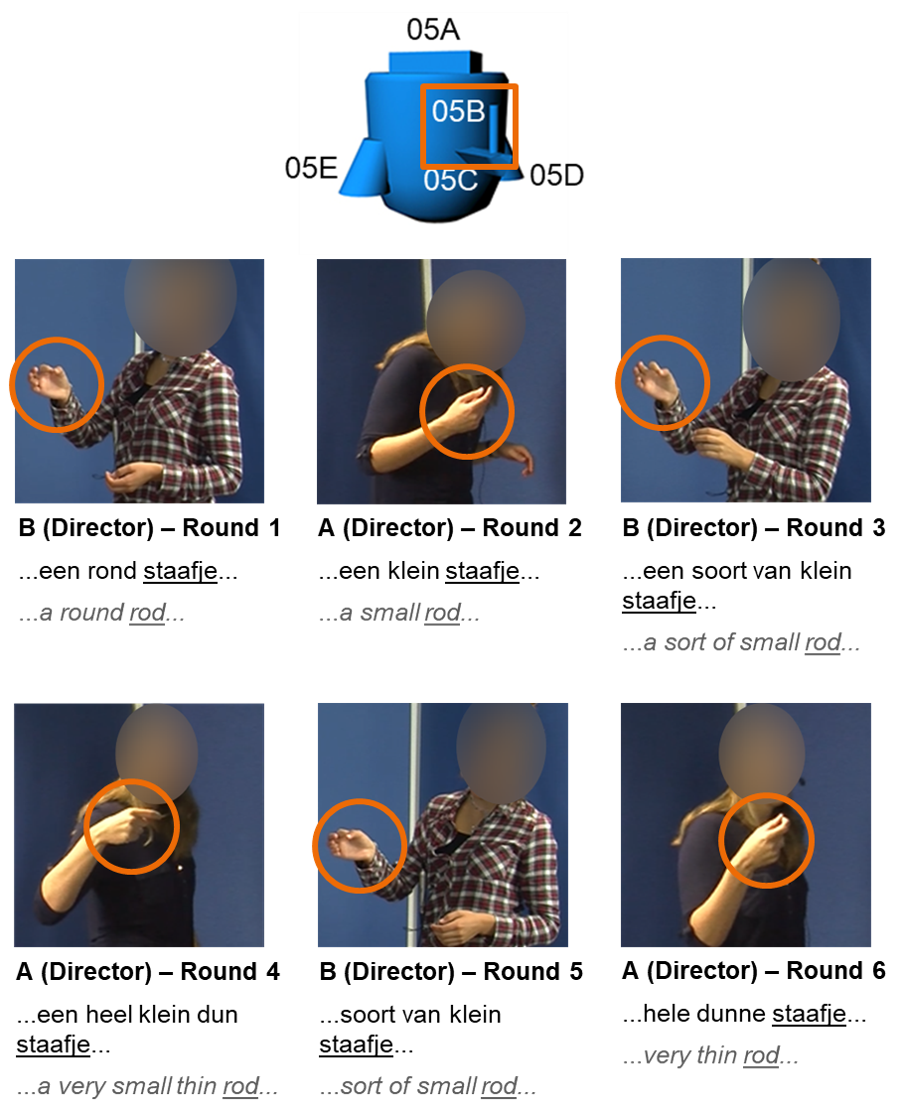 05A
05B
05E
05C
05D
B (Director) – Round 1
...een rond staafje...
...a round rod...
A (Director) – Round 2
...een klein staafje...
...a small rod...
B (Director) – Round 3
...een soort van klein
staafje...
...a sort of small rod...
A (Director) – Round 4
...een heel klein dun
staafje...
...a very small thin rod...
B (Director) – Round 5
...soort van klein
staafje...
...sort of small rod...
A (Director) – Round 6
...hele dunne staafje...
...very thin rod...